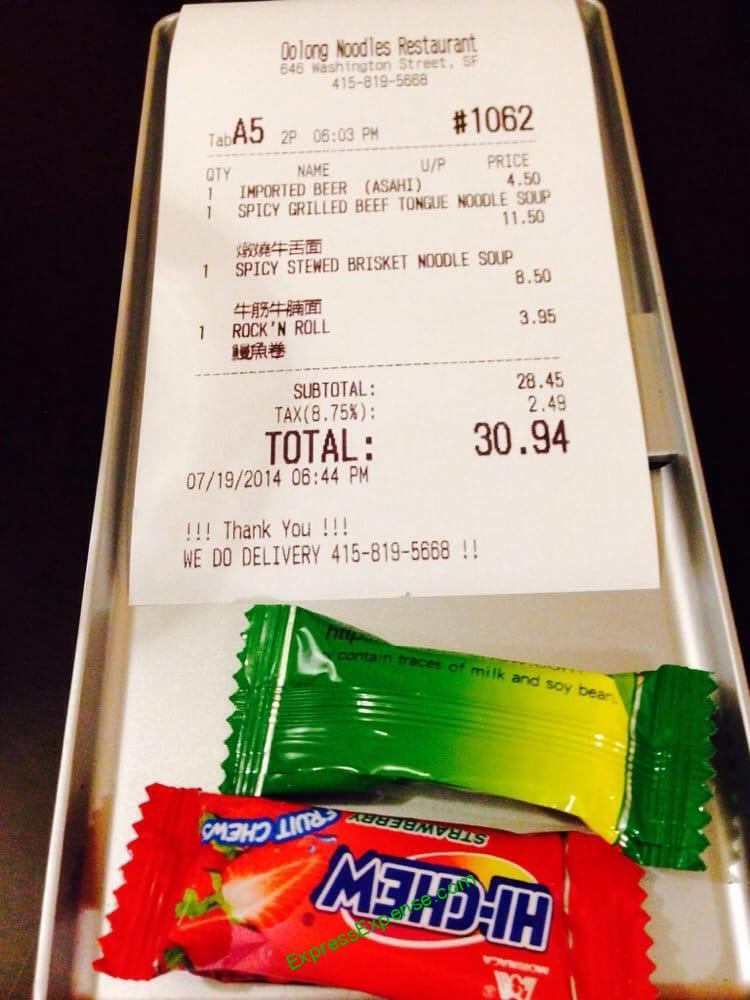 Oolong Noodles Restaurant
646 Washington Street, SF
415-819-5668
Tab A5 2P 06:03 PM #1062
QTY NAME U/P PRICE
1 IMPORTED BEER (ASAHI) 4.50
1 SPICY GRILLED BEEF TONGUE NOODLE SOUP
11.50
燉燒牛舌面
1 SPICY STEWED BRISKET NOODLE SOUP
8.50
牛筋牛腩面
1 ROCK'N ROLL 3.95
鰻魚卷
SUBTOTAL: 28.45
TAX(8.75%): 2.49
TOTAL: 30.94
07/19/2014 06:44 PM
!!! Thank You !!!
WE DO DELIVERY 415-819-5668 !!
contain traces of milk and soy bean
STRAWBERRY
FRUIT CHEWS
HI-CHEW
MORINAGA
ExpressExpense.com